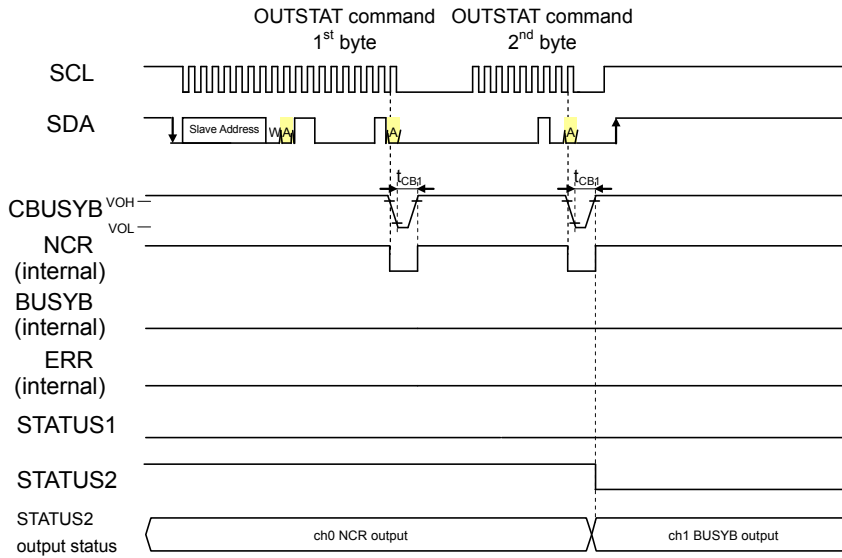 OUTSTAT command
1st byte
OUTSTAT command
2nd byte
SCL
SDA
Slave Address
W
A
A
A
tCB1
tCB1
CBUSYB
VOH
VOL
NCR
(internal)
BUSYB
(internal)
ERR
(internal)
STATUS1
STATUS2
STATUS2
output status
ch0 NCR output
ch1 BUSYB output